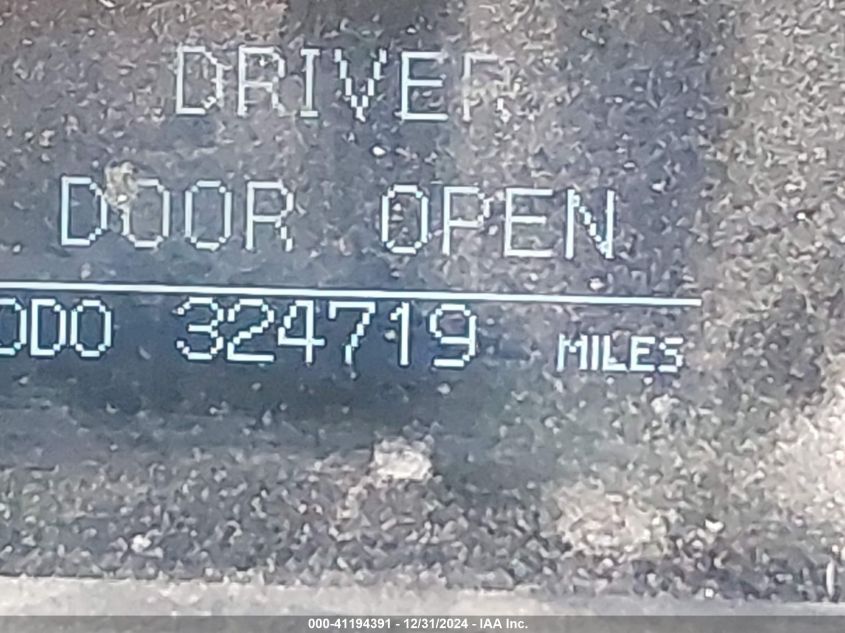 DRIVER
DOOR OPEN
ODO 324719 MILES
000-41194391 - 12/31/2024 - IAA Inc.